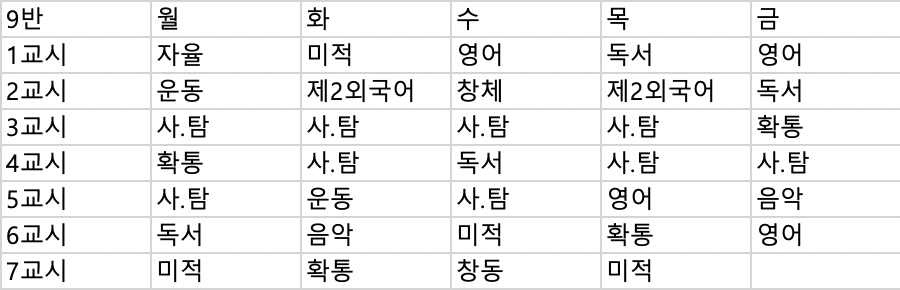 9반 월 화 수 목 금
1교시 자율 미적 영어 독서 영어
2교시 운동 제2외국어 창체 제2외국어 독서
3교시 사.탐 사.탐 사.탐 사.탐 확통
4교시 확통 사.탐 독서 사.탐 사.탐
5교시 사.탐 운동 사.탐 영어 음악
6교시 독서 음악 미적 확통 영어
7교시 미적 확통 창동 미적